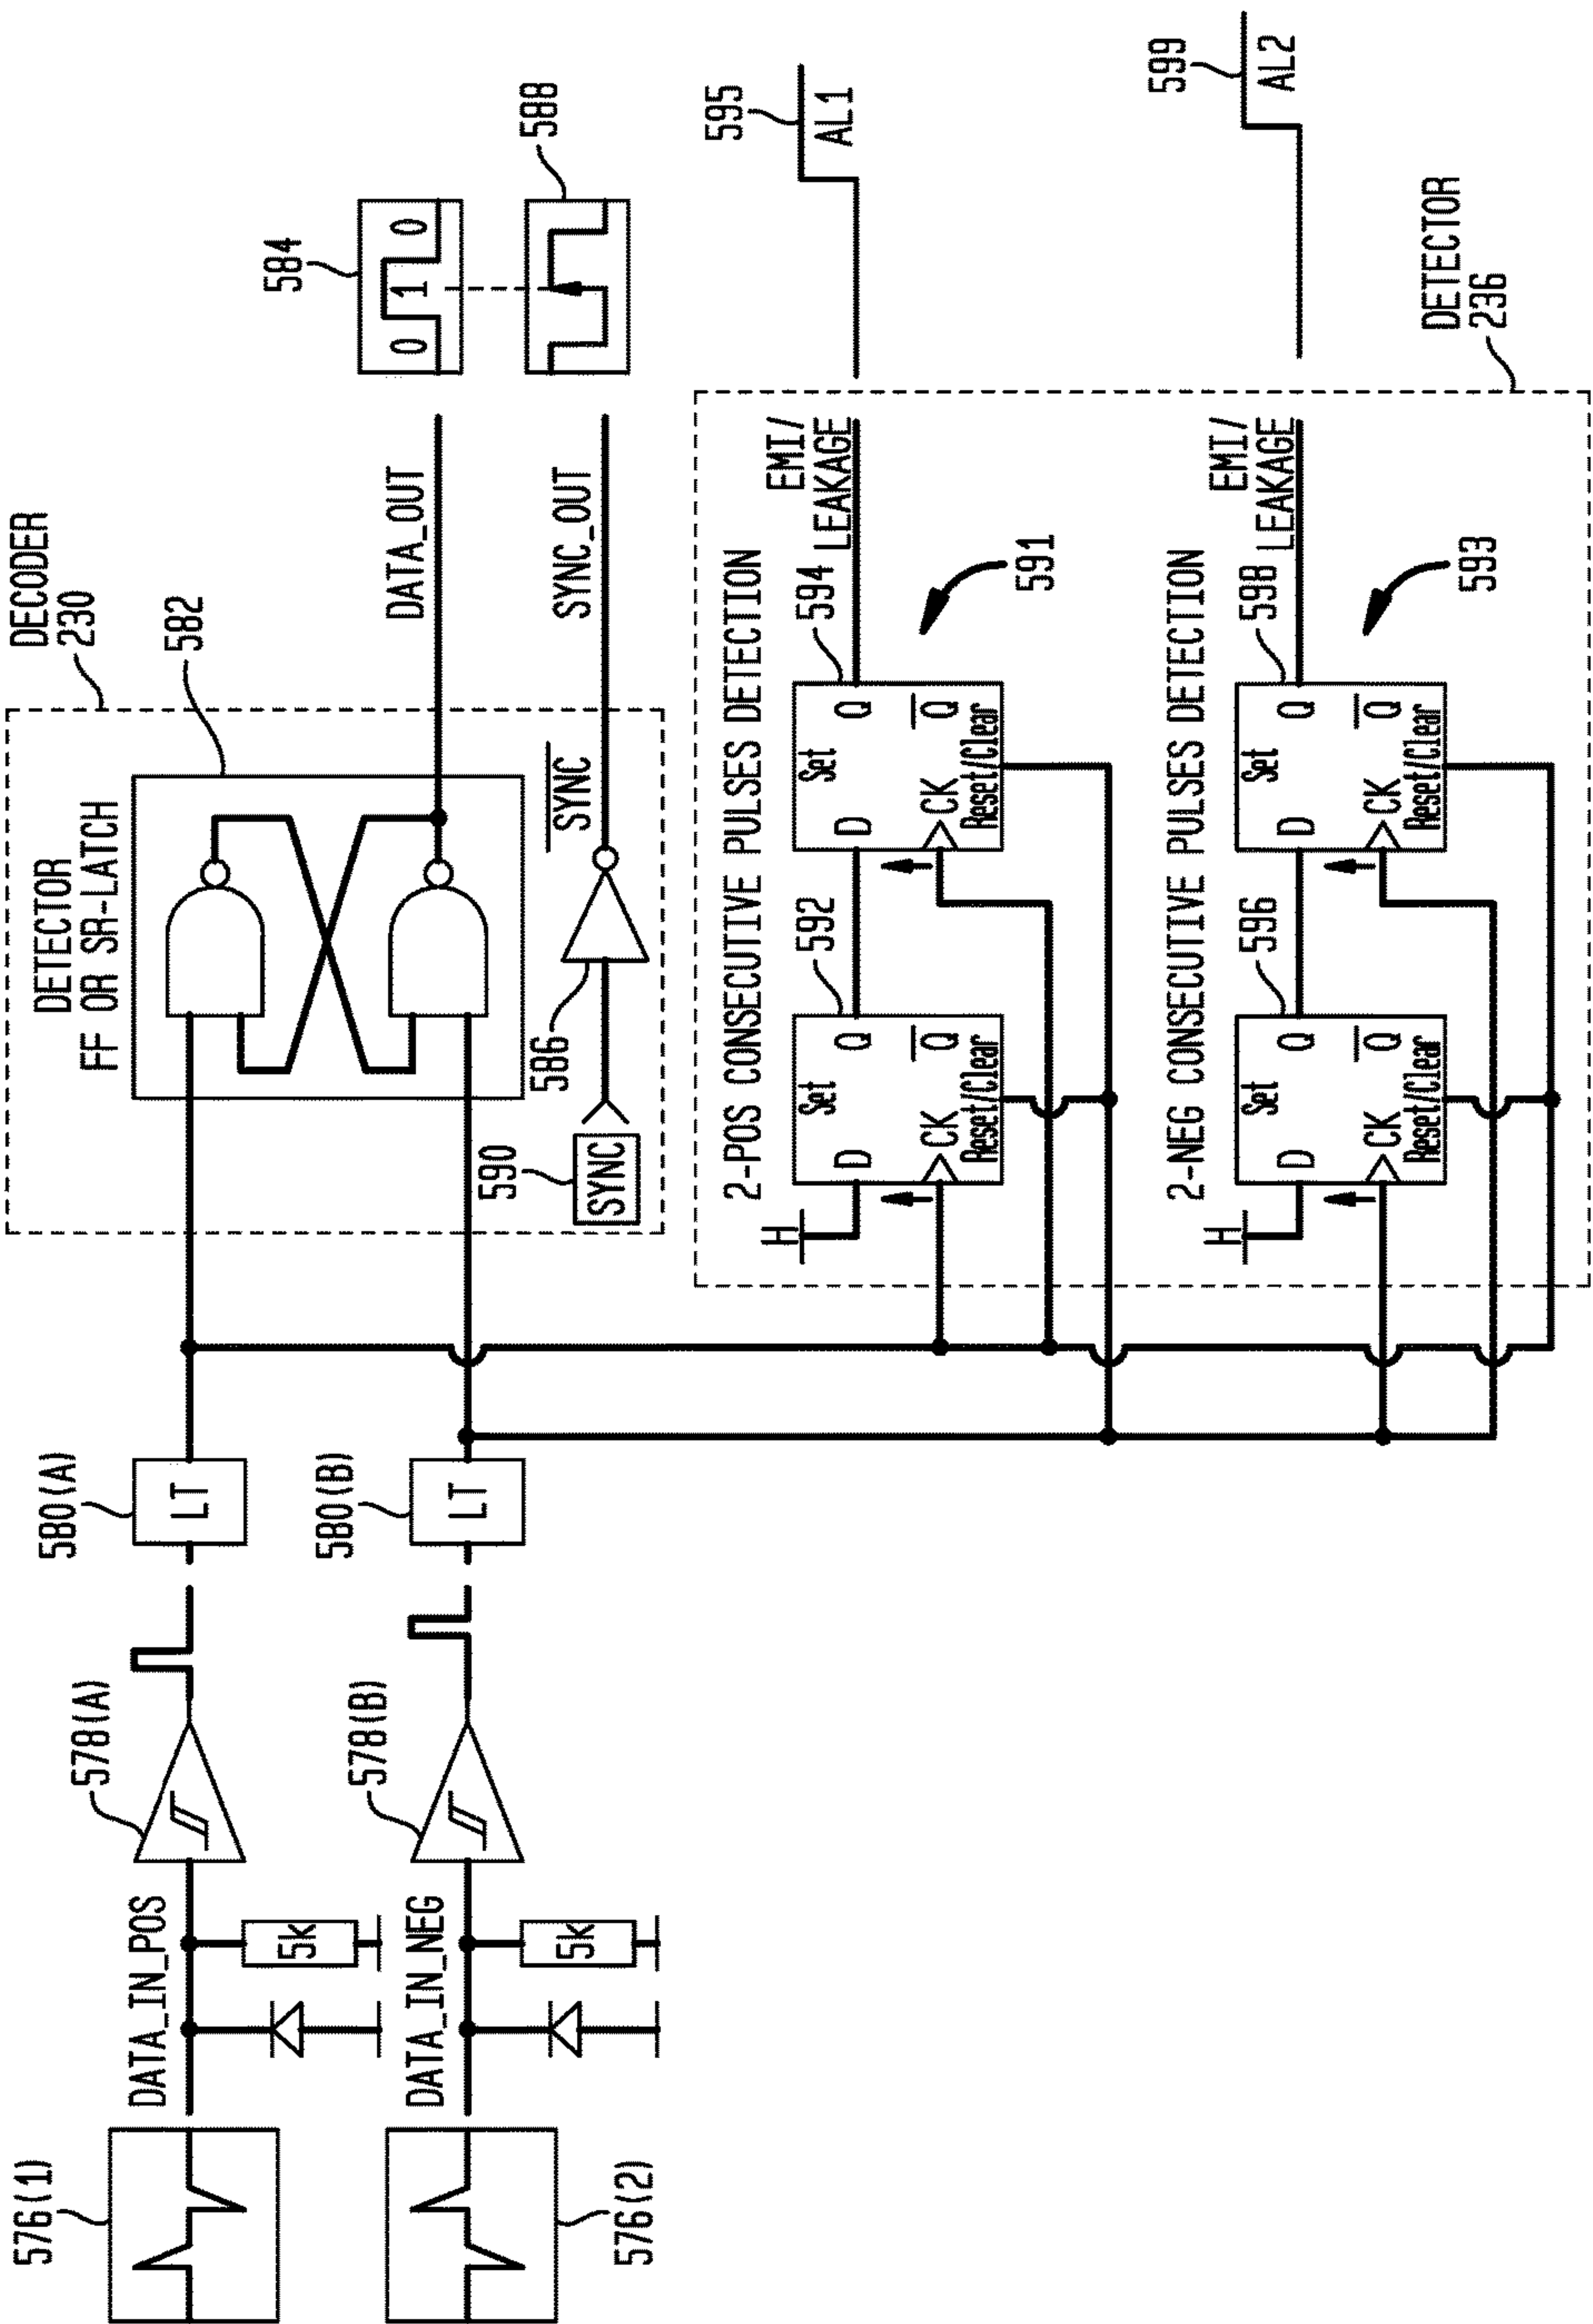 576(1)
DATA_IN_POS
5k
578(A)
580(A)
LT
576(2)
DATA_IN_NEG
5k
578(B)
580(B)
LT
DECODER
230
DETECTOR
FF OR SR-LATCH
582
590
SYNC
586
SYNC
DATA_OUT
SYNC_OUT
584
0 1 0
588
2-POS CONSECUTIVE PULSES DETECTION
H
592
D Set Q
CK Q
Reset/Clear
594
D Set Q
CK Q
Reset/Clear
EMI/
LEAKAGE
591
595
AL1
2-NEG CONSECUTIVE PULSES DETECTION
H
596
D Set Q
CK Q
Reset/Clear
598
D Set Q
CK Q
Reset/Clear
EMI/
LEAKAGE
593
599
AL2
DETECTOR
236